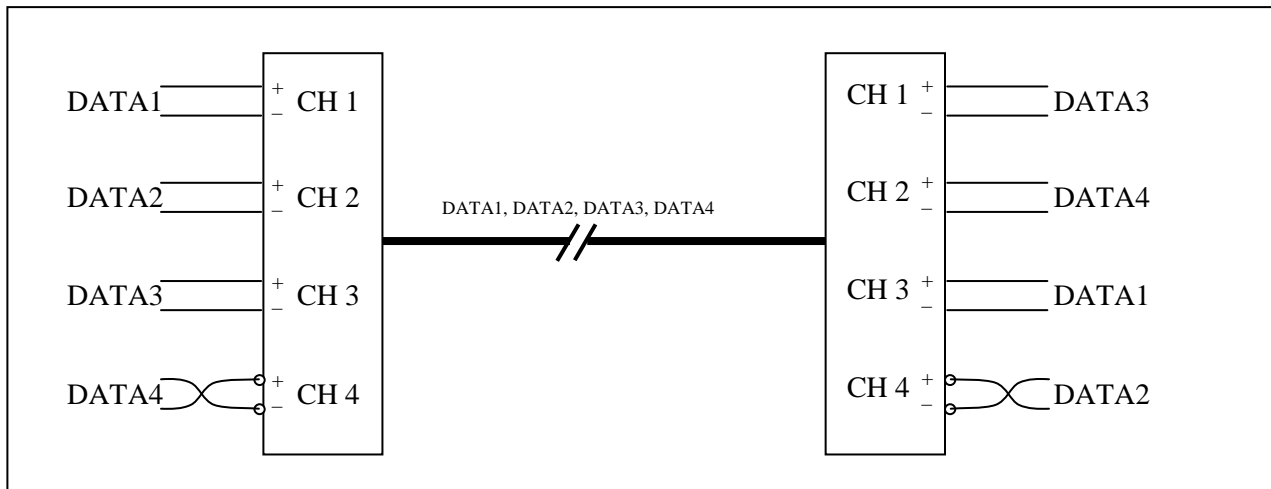 DATA1 + − CH 1
DATA2 + − CH 2
DATA3 + − CH 3
DATA4 + − CH 4
DATA1, DATA2, DATA3, DATA4
CH 1 + − DATA3
CH 2 + − DATA4
CH 3 + − DATA1
CH 4 + − DATA2